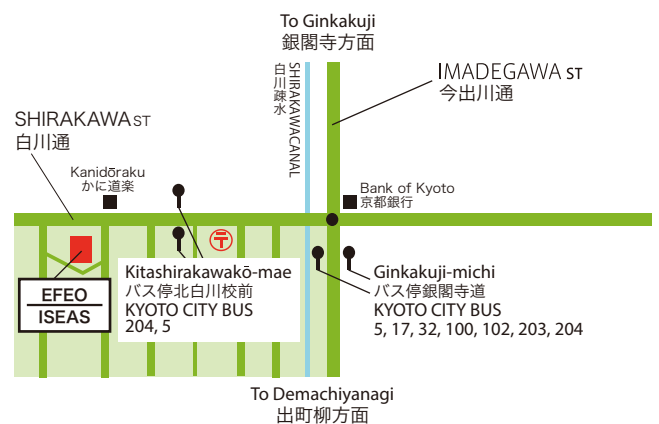 To Ginkakuji
銀閣寺方面
IMADEGAWA ST
今出川通
SHIRAKAWACANAL
白川疎水
SHIRAKAWA ST
白川通
Kanidōraku
かに道楽
Bank of Kyoto
京都銀行
〒
Kitashirakawakō-mae
バス停北白川校前
KYOTO CITY BUS
204, 5
Ginkakuji-michi
バス停銀閣寺道
KYOTO CITY BUS
5, 17, 32, 100, 102, 203, 204
EFEO
ISEAS
To Demachiyanagi
出町柳方面